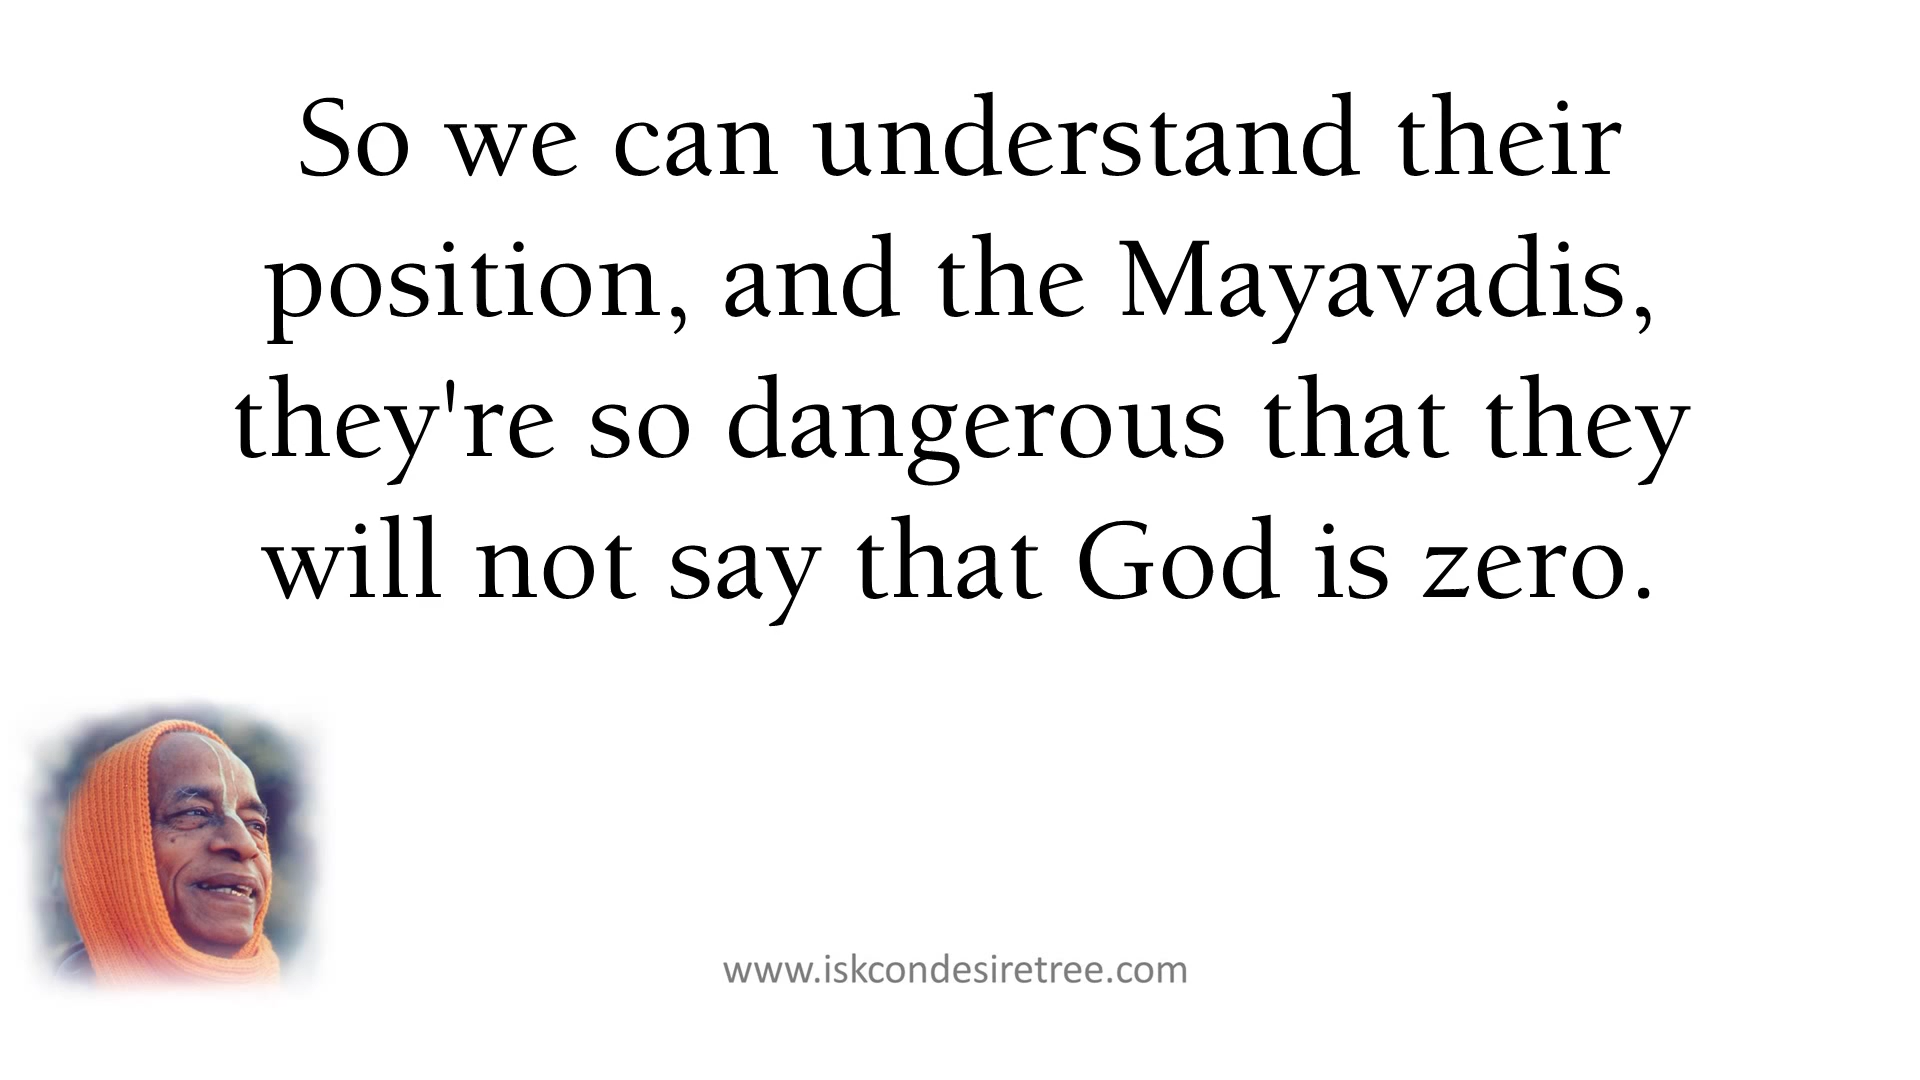 So we can understand their
position, and the Mayavadis,
they're so dangerous that they
will not say that God is zero.
www.iskcondesiretree.com